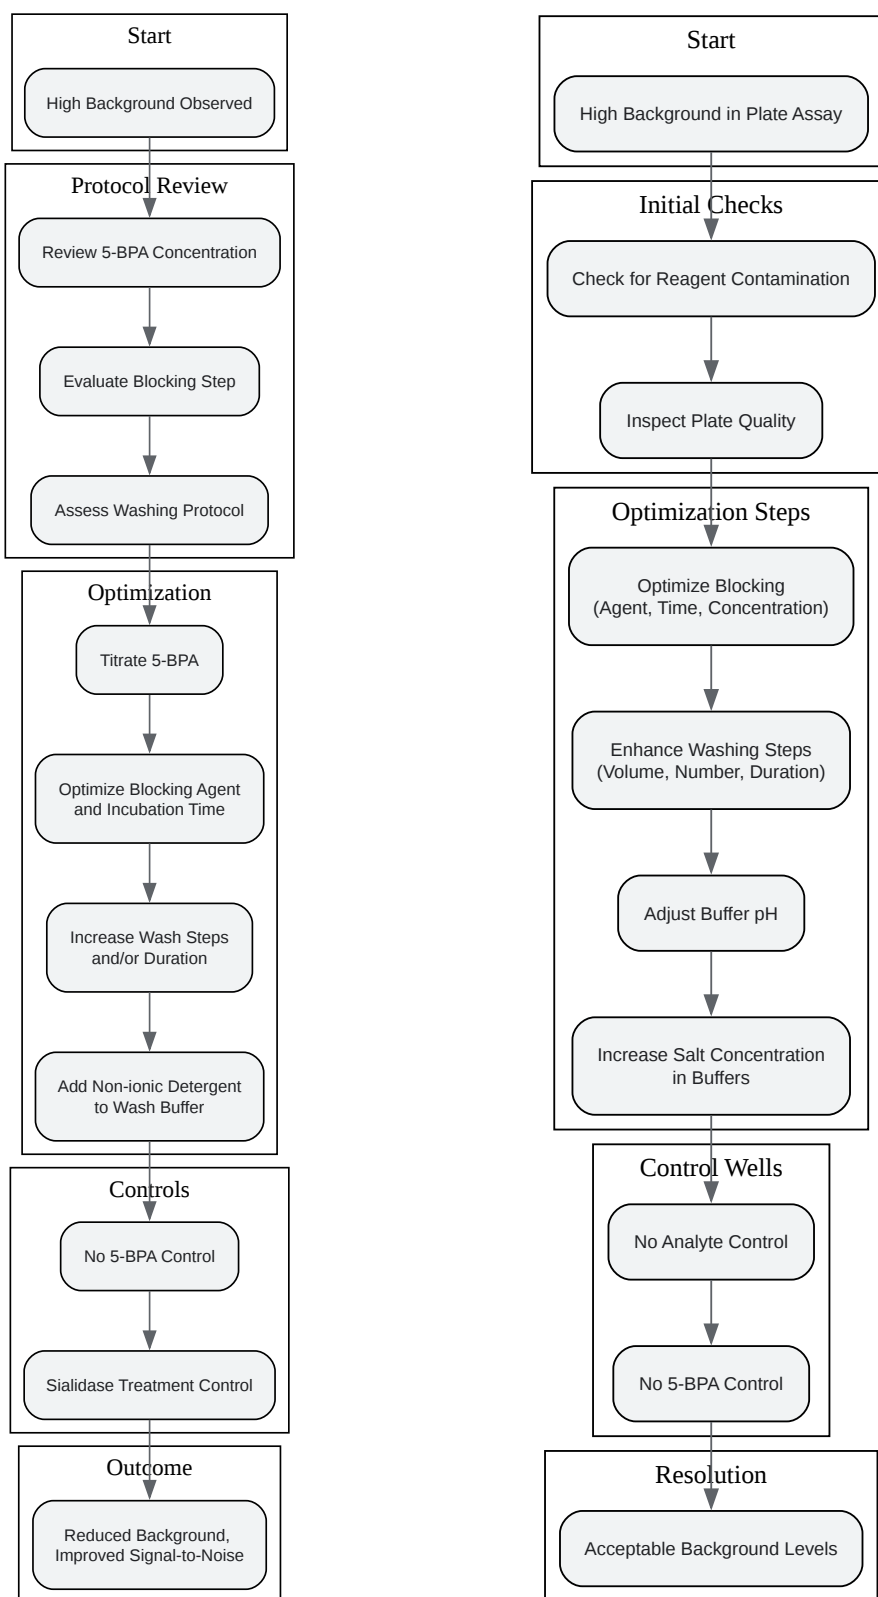 Start
High Background Observed
Protocol Review
Review 5-BPA Concentration
Evaluate Blocking Step
Assess Washing Protocol
Optimization
Titrate 5-BPA
Optimize Blocking Agent
and Incubation Time
Increase Wash Steps
and/or Duration
Add Non-ionic Detergent
to Wash Buffer
Controls
No 5-BPA Control
Sialidase Treatment Control
Outcome
Reduced Background,
Improved Signal-to-Noise
Start
High Background in Plate Assay
Initial Checks
Check for Reagent Contamination
Inspect Plate Quality
Optimization Steps
Optimize Blocking
(Agent, Time, Concentration)
Enhance Washing Steps
(Volume, Number, Duration)
Adjust Buffer pH
Increase Salt Concentration
in Buffers
Control Wells
No Analyte Control
No 5-BPA Control
Resolution
Acceptable Background Levels